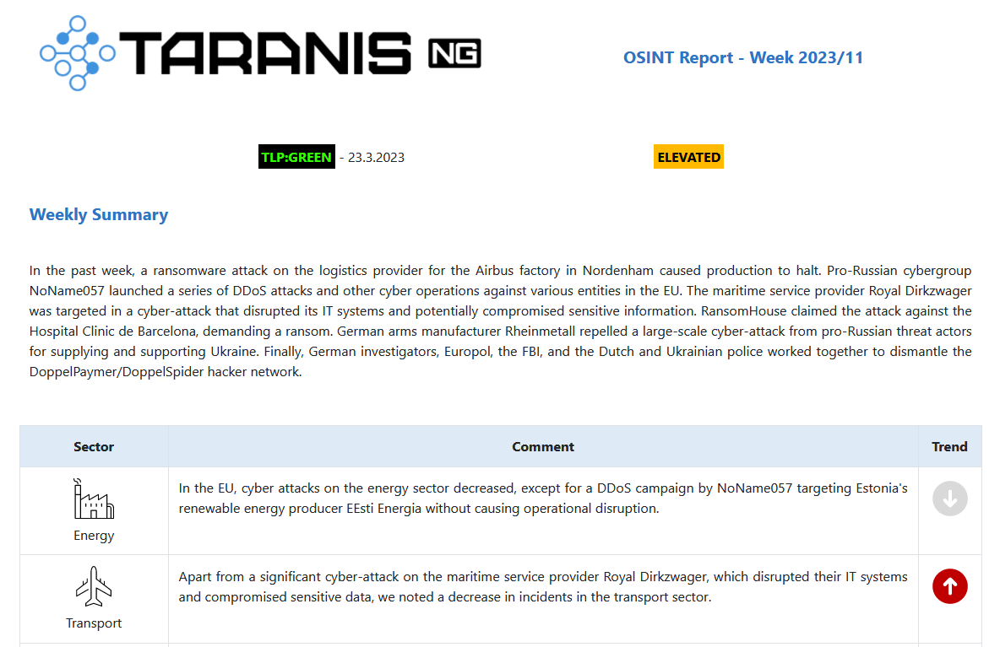 TARANIS NG
OSINT Report - Week 2023/11
TLP:GREEN - 23.3.2023
ELEVATED
Weekly Summary
In the past week, a ransomware attack on the logistics provider for the Airbus factory in Nordenham caused production to halt. Pro-Russian cybergroup
NoName057 launched a series of DDoS attacks and other cyber operations against various entities in the EU. The maritime service provider Royal Dirkzwager
was targeted in a cyber-attack that disrupted its IT systems and potentially compromised sensitive information. RansomHouse claimed the attack against the
Hospital Clinic de Barcelona, demanding a ransom. German arms manufacturer Rheinmetall repelled a large-scale cyber-attack from pro-Russian threat actors
for supplying and supporting Ukraine. Finally, German investigators, Europol, the FBI, and the Dutch and Ukrainian police worked together to dismantle the
DoppelPaymer/DoppelSpider hacker network.
Sector
Comment
Trend
Energy
In the EU, cyber attacks on the energy sector decreased, except for a DDoS campaign by NoName057 targeting Estonia's
renewable energy producer EEsti Energia without causing operational disruption.
Transport
Apart from a significant cyber-attack on the maritime service provider Royal Dirkzwager, which disrupted their IT systems
and compromised sensitive data, we noted a decrease in incidents in the transport sector.